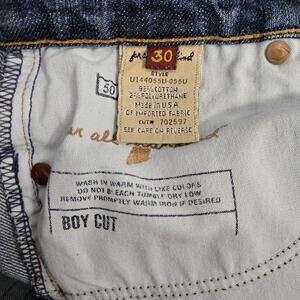 30
STYLE
U144055U-055U
98% COTTON
2% POLYURETHANE
MADE IN U.S.A.
OF IMPORTED FABRIC
CUT# 702597
SEE CARE ON REVERSE
50
WASH IN WARM WITH LIKE COLORS
DO NOT BLEACH TUMBLE DRY LOW
REMOVE PROMPTLY WARM IRON IF DESIRED
BOY CUT